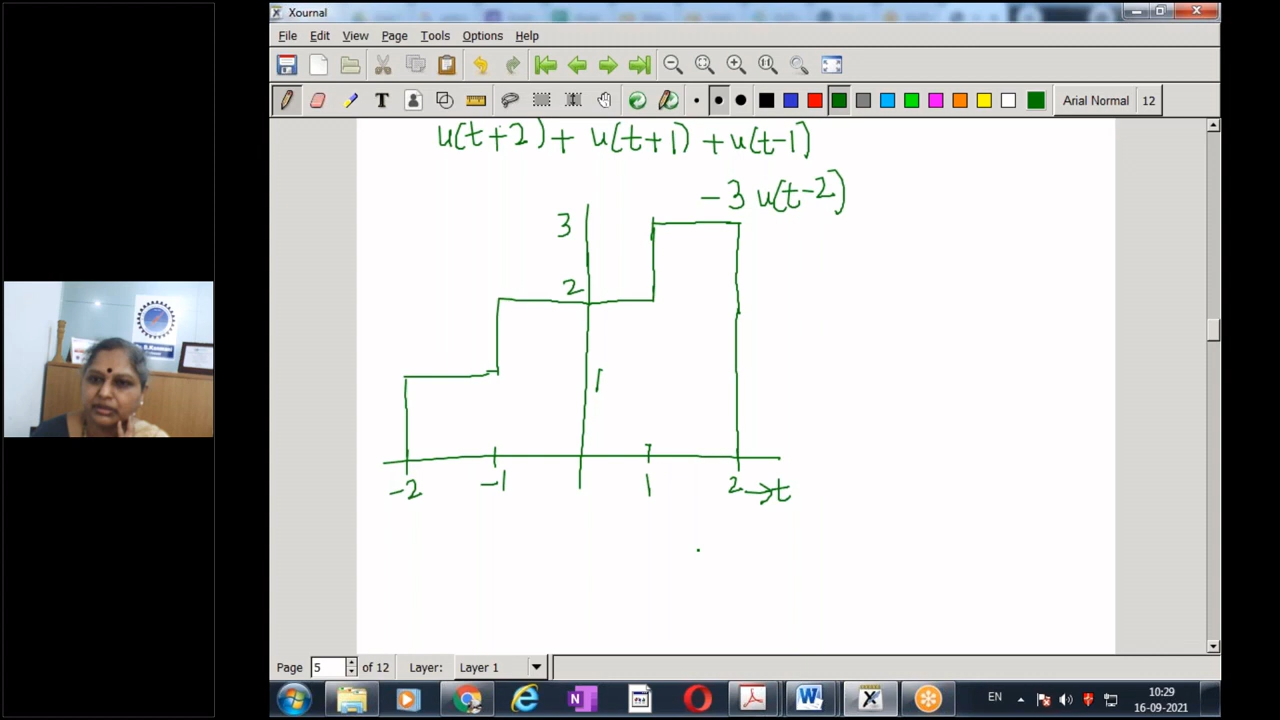 Xournal
File Edit View Page Tools Options Help
Arial Normal 12
u(t+2) + u(t+1) + u(t-1)
-3 u(t-2)
3
2
1
-2 -1 1 2 →t
Page 5 of 12 Layer: Layer 1
EN 10:29
16-09-2021